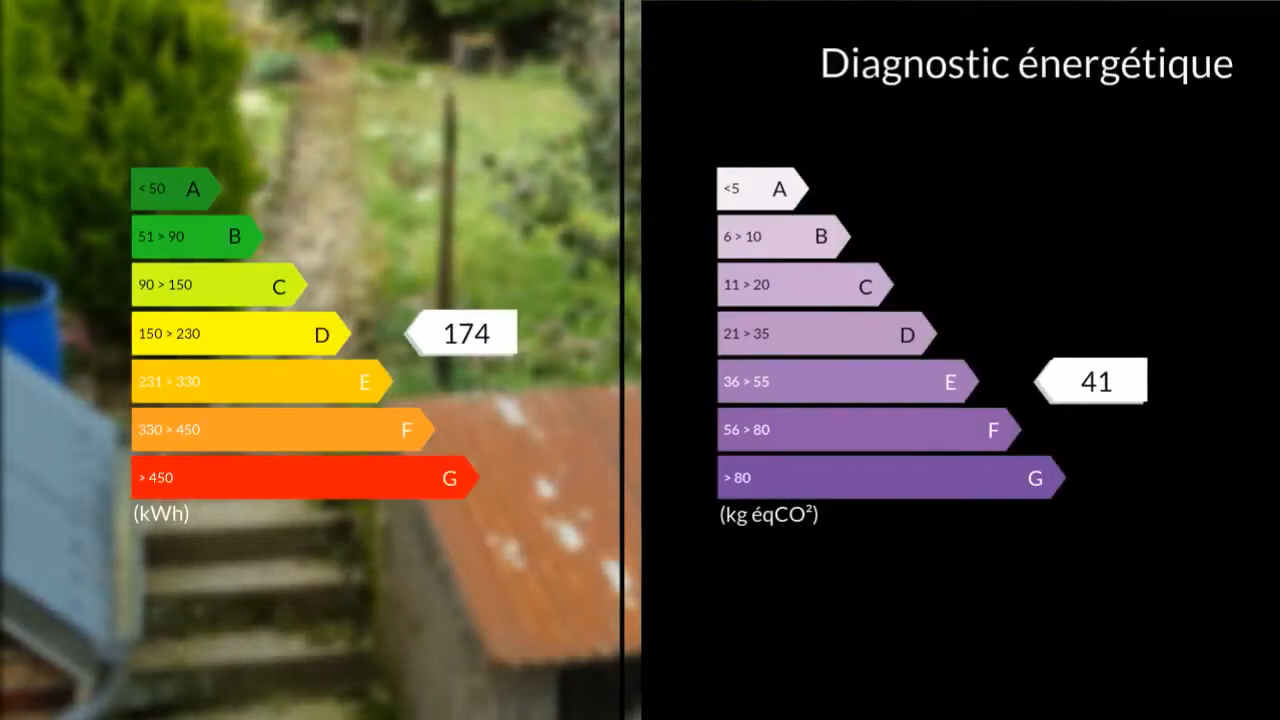 Diagnostic énergétique
< 50 A
51 > 90 B
90 > 150 C
150 > 230 D
174
231 > 330 E
330 > 450 F
> 450 G
(kWh)
<5 A
6 > 10 B
11 > 20 C
21 > 35 D
36 > 55 E
41
56 > 80 F
> 80 G
(kg éqCO²)